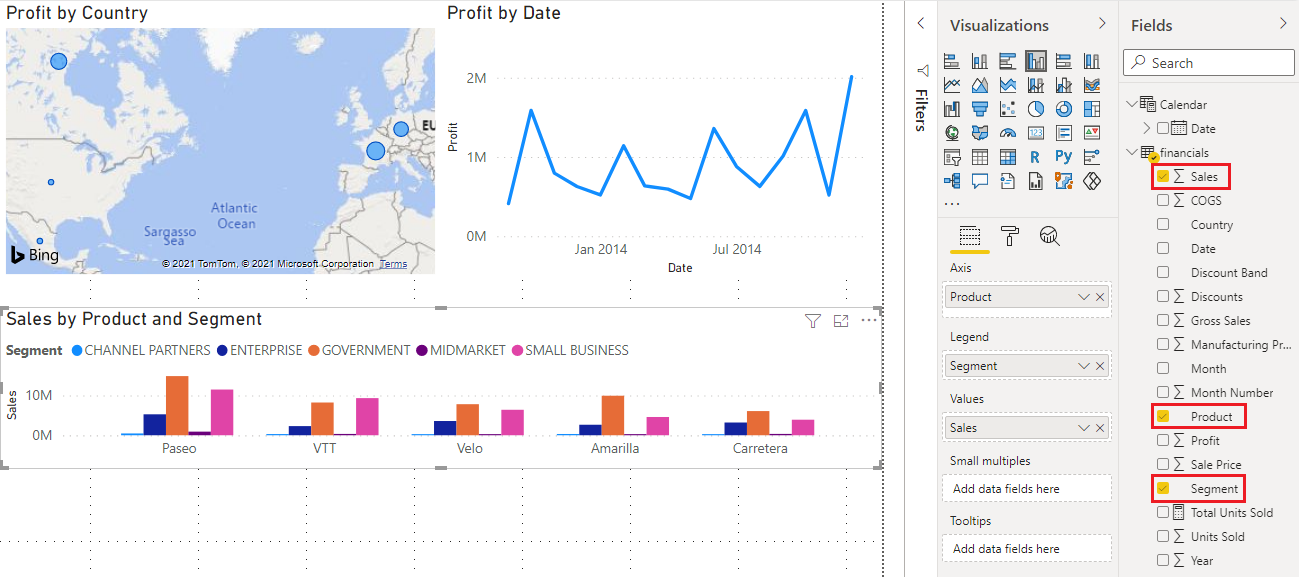 Profit by Country
Atlantic
Ocean
Sargasso
Sea
EU
Bing
© 2021 TomTom, © 2021 Microsoft Corporation Terms
Profit by Date
Profit
2M
1M
0M
Jan 2014
Jul 2014
Date
Sales by Product and Segment
Segment CHANNEL PARTNERS ENTERPRISE GOVERNMENT MIDMARKET SMALL BUSINESS
Sales
10M
0M
Paseo
VTT
Velo
Amarilla
Carretera
Filters
Visualizations
123
R
Py
...
Axis
Product
Legend
Segment
Values
Sales
Small multiples
Add data fields here
Tooltips
Add data fields here
Fields
Search
Calendar
Date
financials
Sales
COGS
Country
Date
Discount Band
Discounts
Gross Sales
Manufacturing Pr...
Month
Month Number
Product
Profit
Sale Price
Segment
Total Units Sold
Units Sold
Year